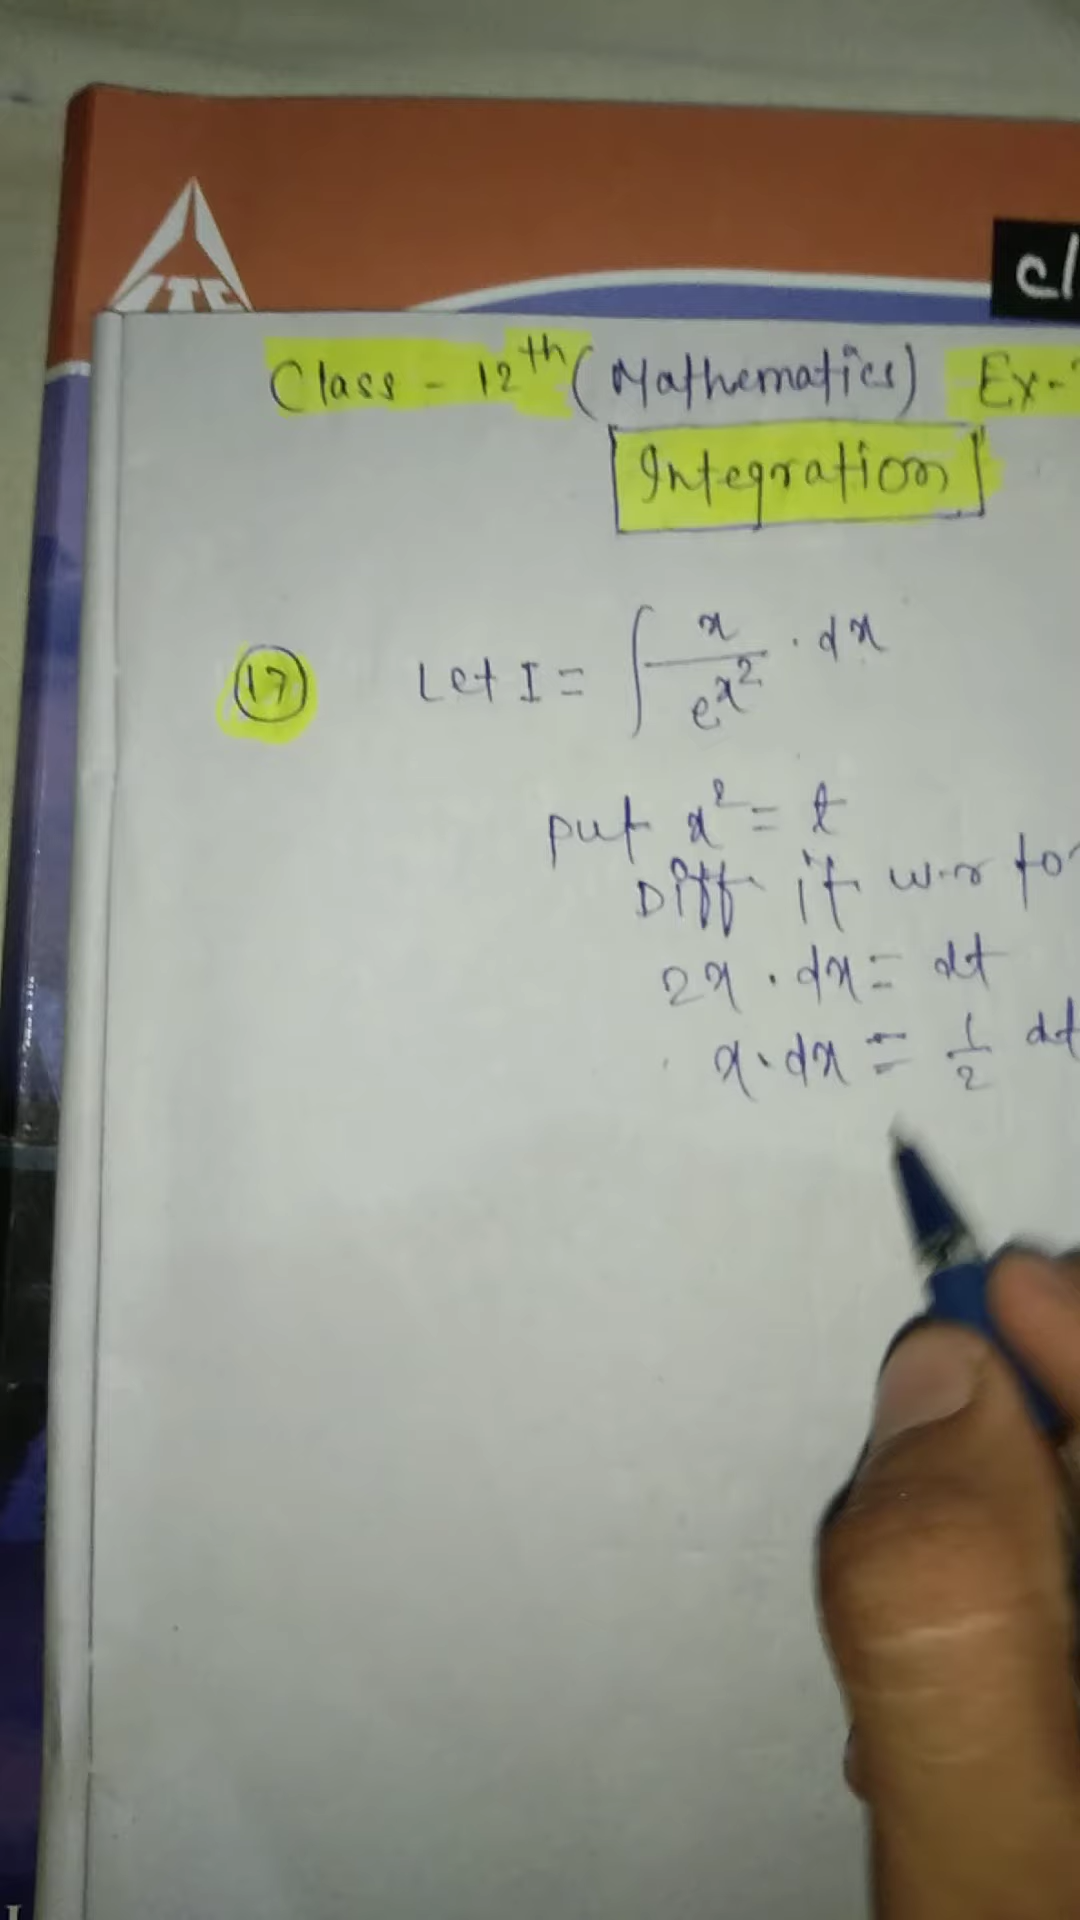 ITC
cl
Class - 12th (Mathematics) Ex-
Integration
17 Let I = ∫ x/e^x² . dx
put x² = t
Diff it w.r to
2x . dx = dt
x . dx = 1/2 dt